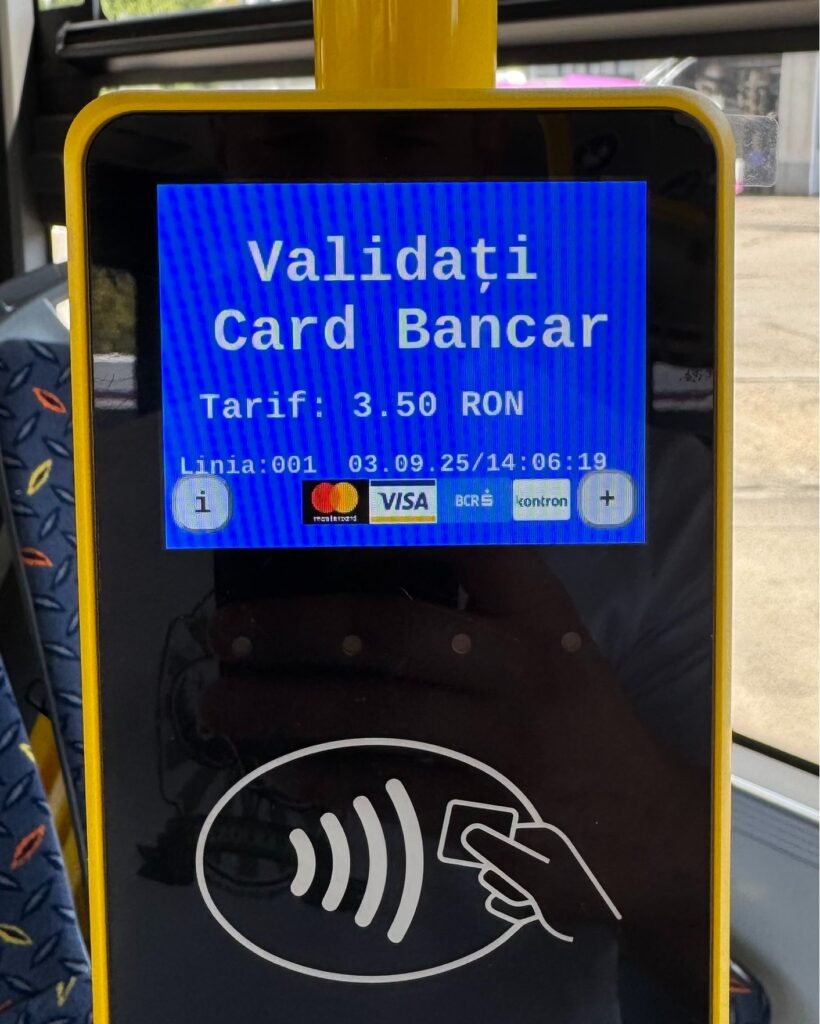 Validați
Card Bancar
Tarif: 3.50 RON
Linia:001 03.09.25/14:06:19
i mastercard VISA BCR kontron +